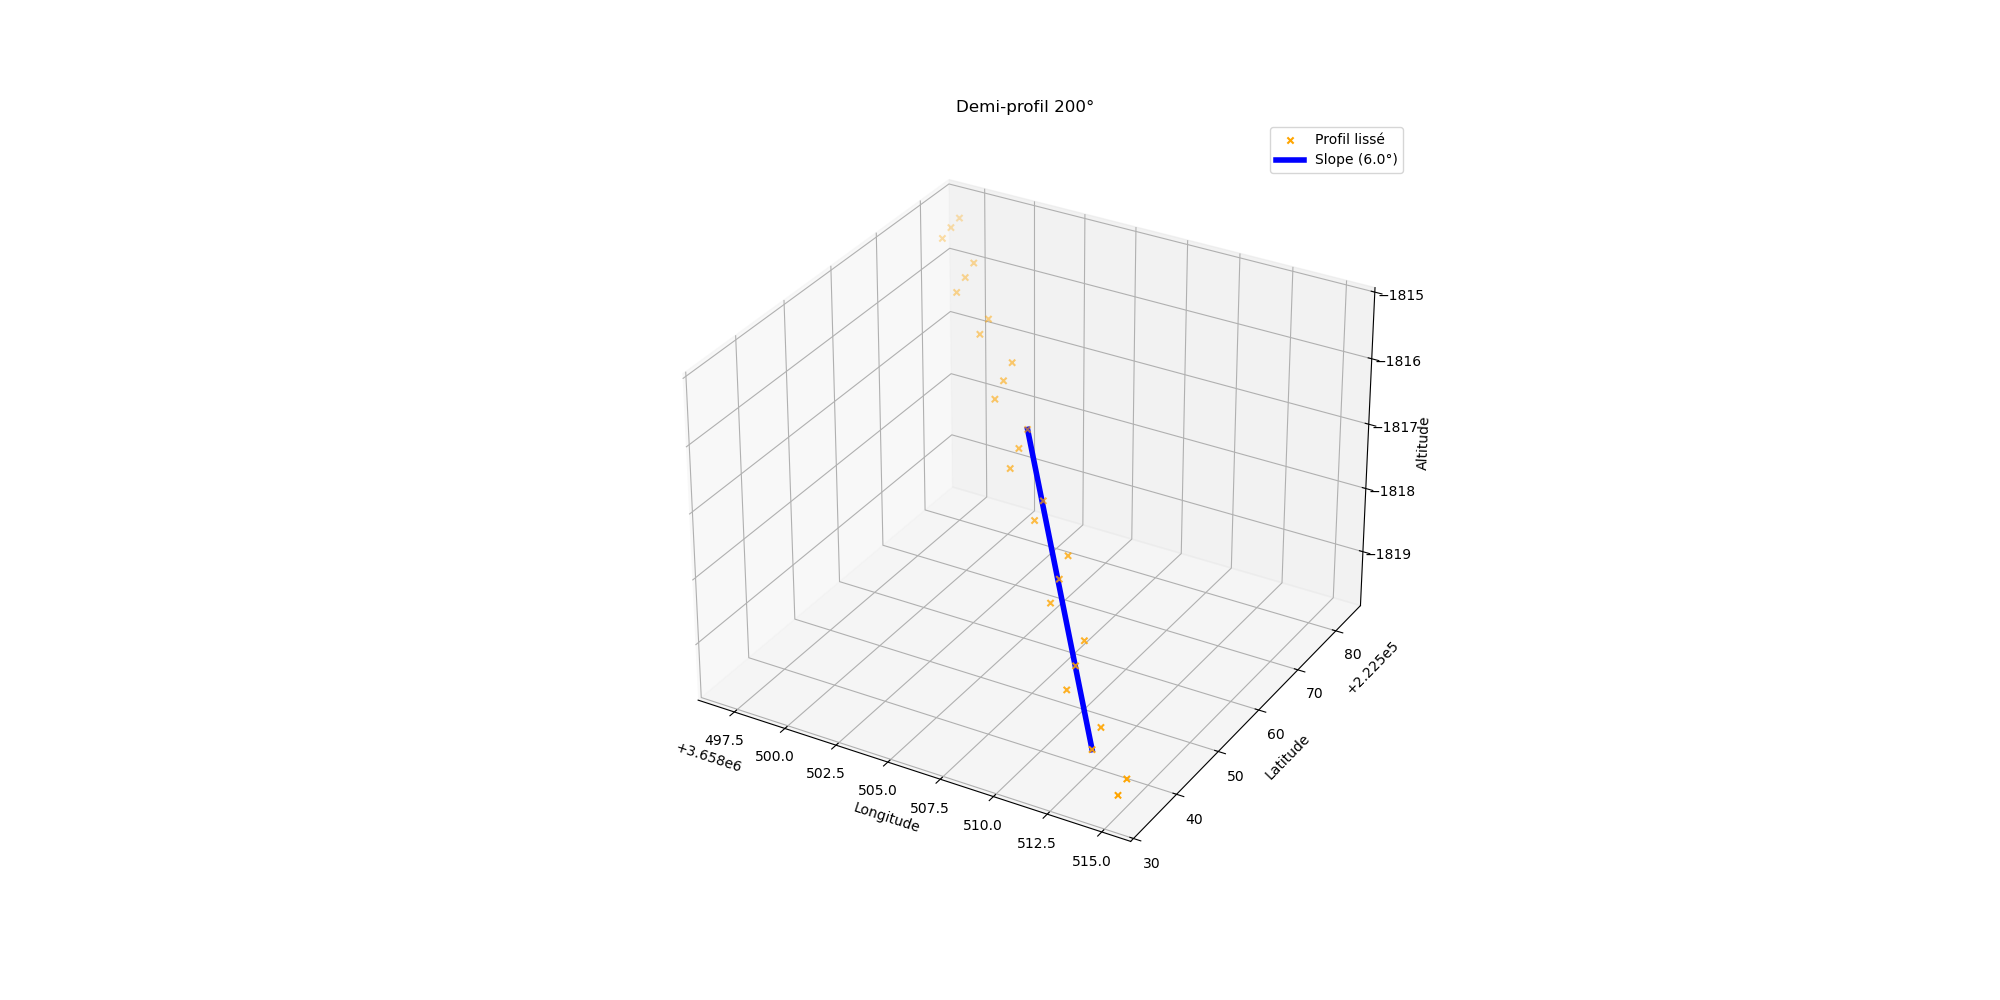 Demi-profil 200°
Profil lissé
Slope (6.0°)
−1815
−1816
−1817
−1818
−1819
Altitude
80
70
60
50
40
30
+2.225e5
Latitude
497.5
500.0
502.5
505.0
507.5
510.0
512.5
515.0
+3.658e6
Longitude